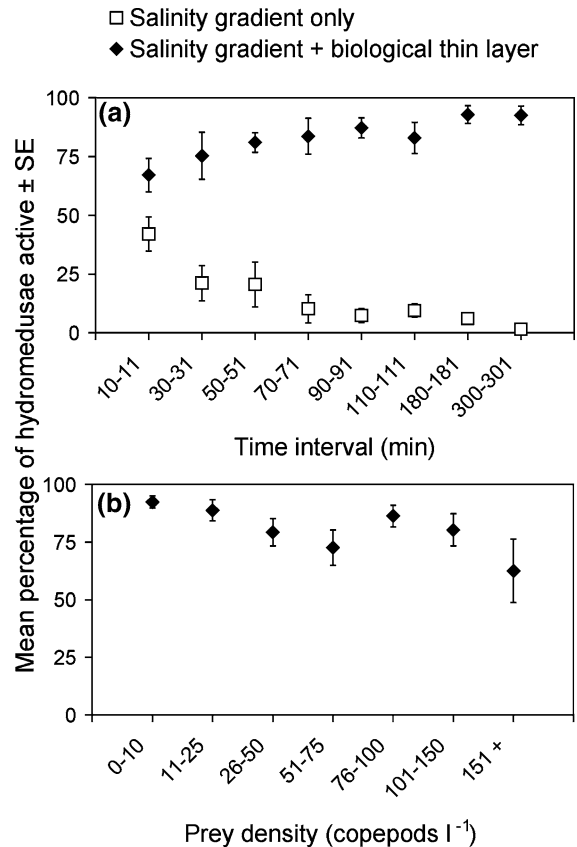 Salinity gradient only
Salinity gradient + biological thin layer
Mean percentage of hydromedusae active ± SE
(a)
100
75
50
25
0
10-11 30-31 50-51 70-71 90-91 110-111 180-181 300-301
Time interval (min)
(b)
100
75
50
25
0
0-10 11-25 26-50 51-75 76-100 101-150 151 +
Prey density (copepods l⁻¹)